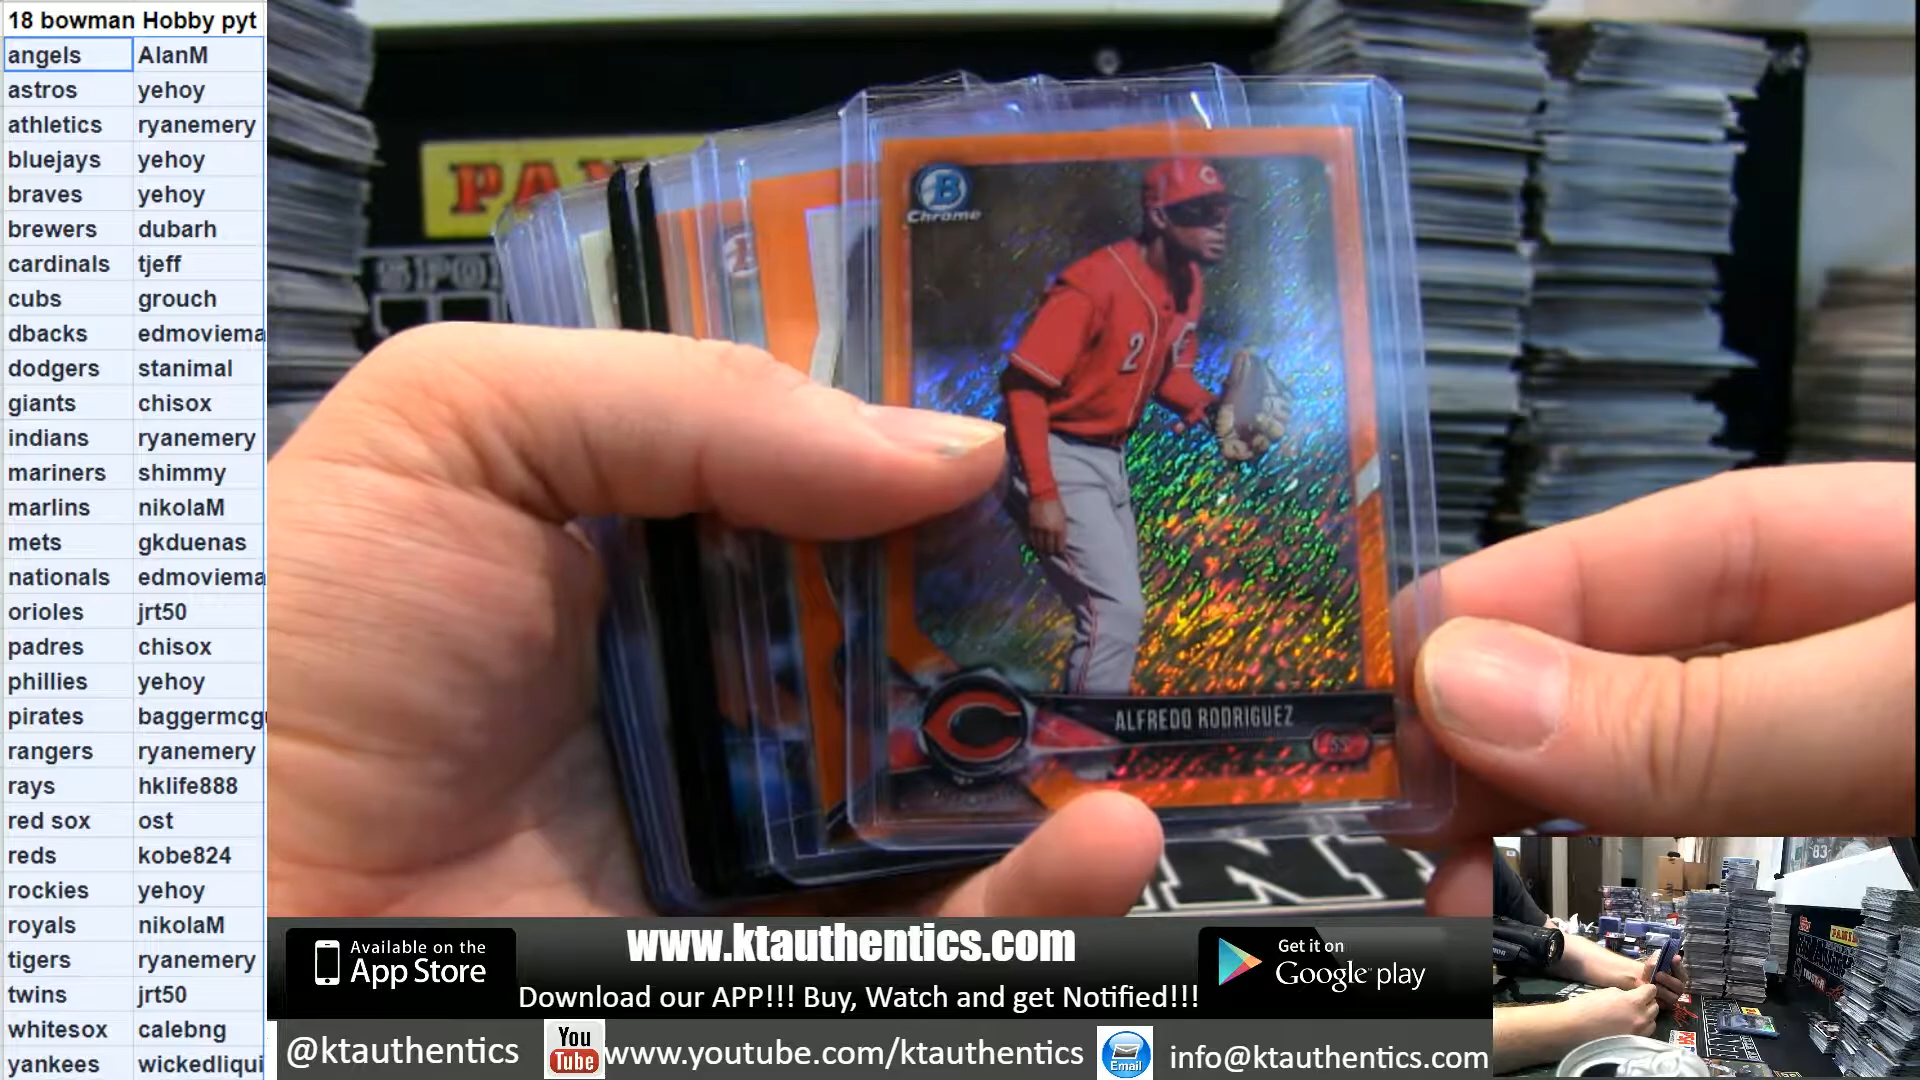 18 bowman Hobby pyt
angels AlanM
astros yehoy
athletics ryanemery
bluejays yehoy
braves yehoy
brewers dubarh
cardinals tjeff
cubs grouch
dbacks edmoviema
dodgers stanimal
giants chisox
indians ryanemery
mariners shimmy
marlins nikolaM
mets gkduenas
nationals edmoviema
orioles jrt50
padres chisox
phillies yehoy
pirates baggermcg
rangers ryanemery
rays hklife888
red sox ost
reds kobe824
rockies yehoy
royals nikolaM
tigers ryanemery
twins jrt50
whitesox calebng
yankees wickedliqui
PA
SPO
B
Chrome
C
2
C
ALFREDO RODRIGUEZ
SS
83
Available on the
App Store
www.ktauthentics.com
Download our APP!!! Buy, Watch and get Notified!!!
Get it on
Google play
@ktauthentics
You
Tube
www.youtube.com/ktauthentics
Email
info@ktauthentics.com